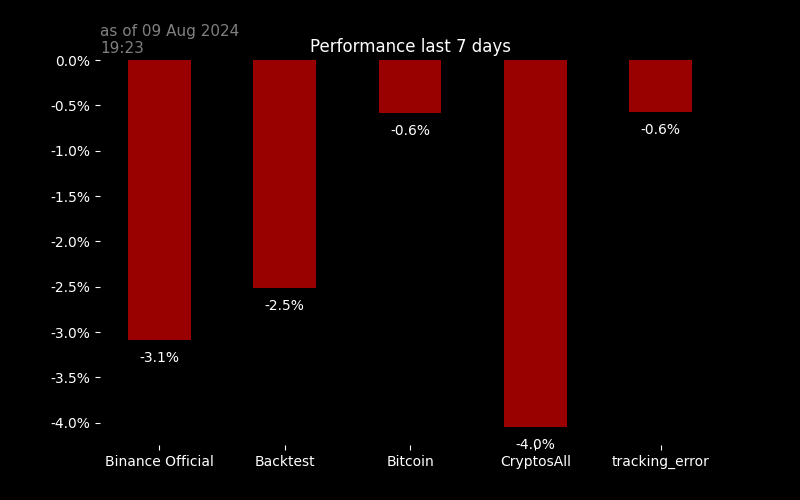 as of 09 Aug 2024
19:23
Performance last 7 days
0.0%
-0.5%
-1.0%
-1.5%
-2.0%
-2.5%
-3.0%
-3.5%
-4.0%
-3.1%
-2.5%
-0.6%
-4.0%
-0.6%
Binance Official
Backtest
Bitcoin
CryptosAll
tracking_error